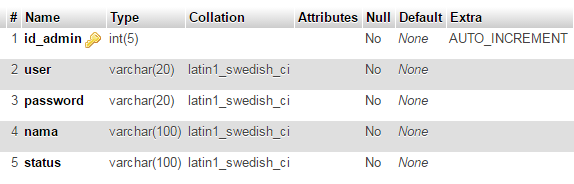 # Name Type Collation Attributes Null Default Extra
1 id_admin int(5) No None AUTO_INCREMENT
2 user varchar(20) latin1_swedish_ci No None
3 password varchar(20) latin1_swedish_ci No None
4 nama varchar(100) latin1_swedish_ci No None
5 status varchar(100) latin1_swedish_ci No None